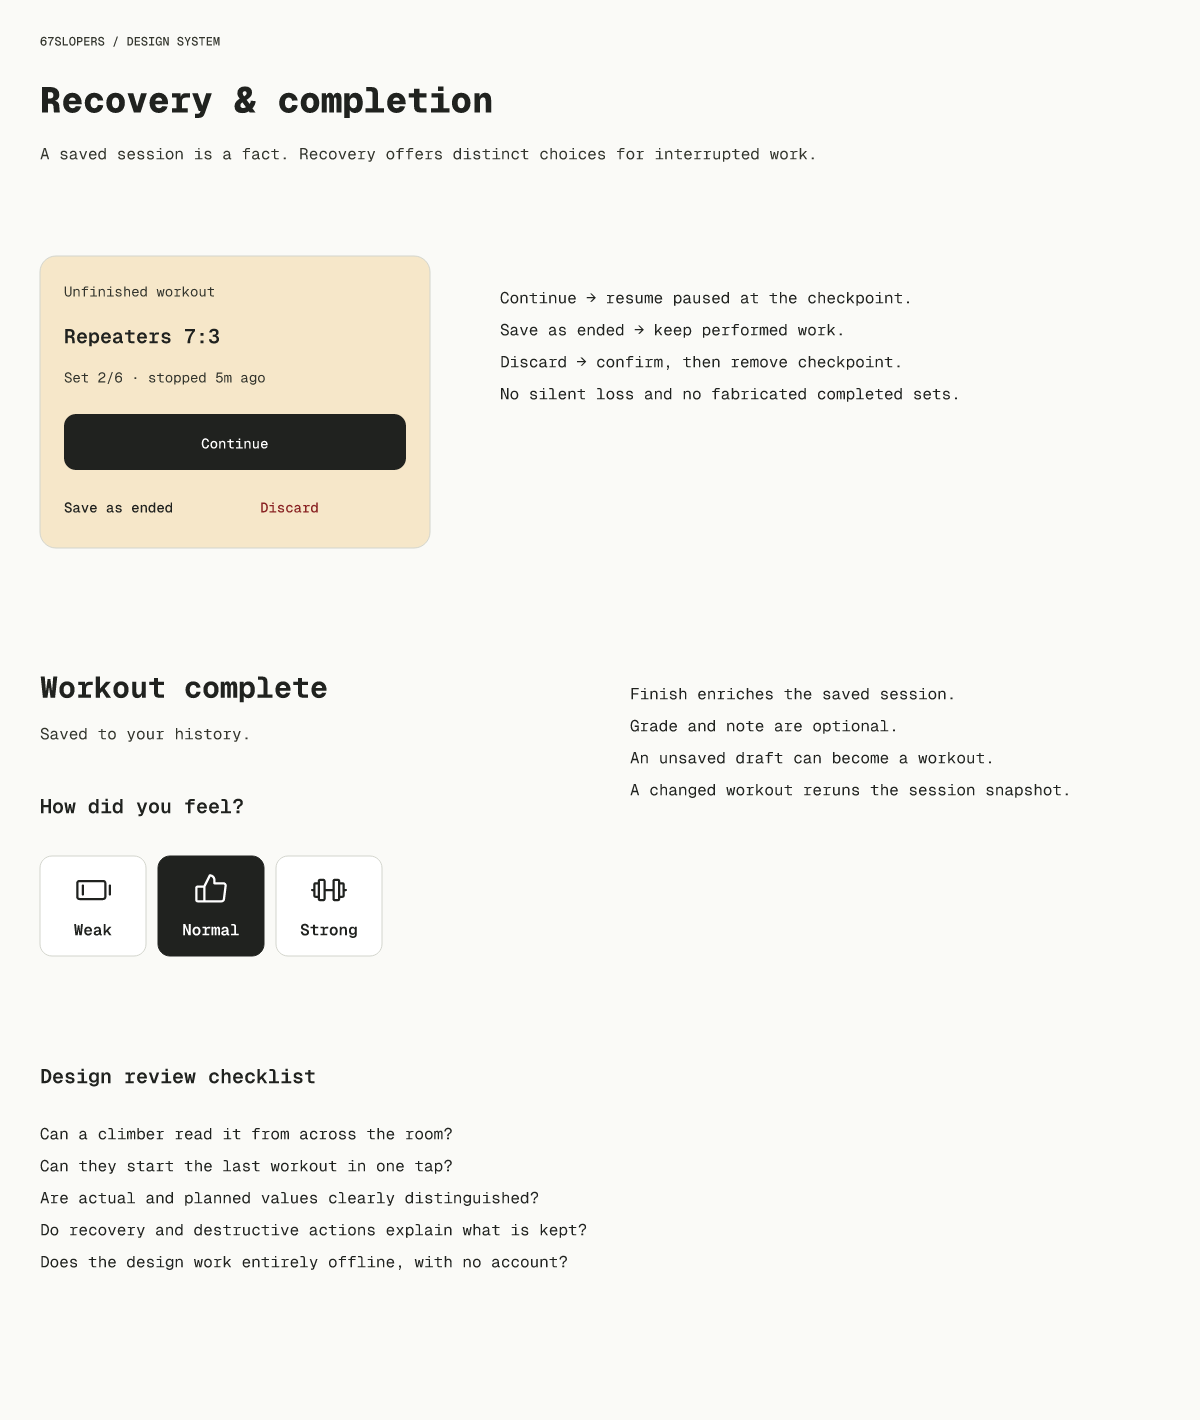 67SLOPERS / DESIGN SYSTEM
Recovery & completion
A saved session is a fact. Recovery offers distinct choices for interrupted work.
Unfinished workout
Repeaters 7:3
Set 2/6 · stopped 5m ago
Continue
Save as ended
Discard
Continue → resume paused at the checkpoint.
Save as ended → keep performed work.
Discard → confirm, then remove checkpoint.
No silent loss and no fabricated completed sets.
Workout complete
Saved to your history.
How did you feel?
Weak
Normal
Strong
Finish enriches the saved session.
Grade and note are optional.
An unsaved draft can become a workout.
A changed workout reruns the session snapshot.
Design review checklist
Can a climber read it from across the room?
Can they start the last workout in one tap?
Are actual and planned values clearly distinguished?
Do recovery and destructive actions explain what is kept?
Does the design work entirely offline, with no account?